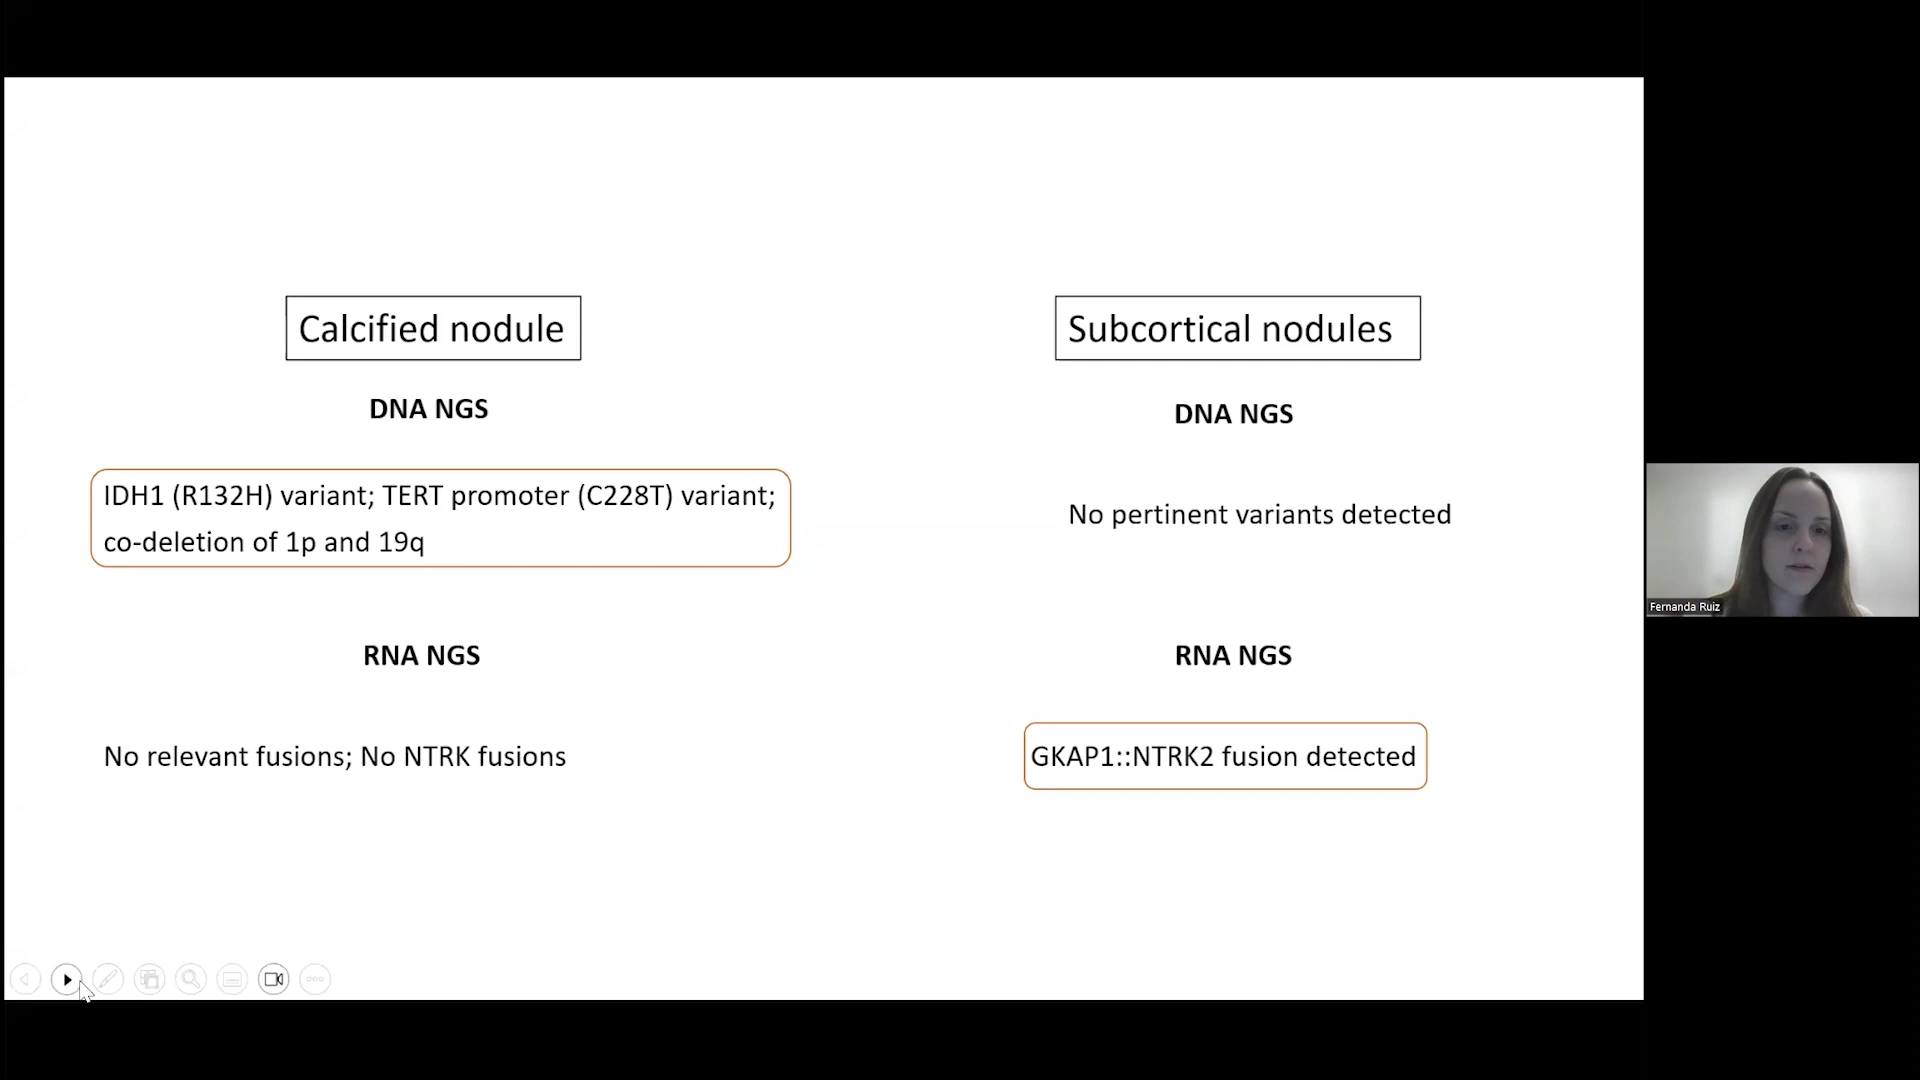 Calcified nodule
DNA NGS
IDH1 (R132H) variant; TERT promoter (C228T) variant;
co-deletion of 1p and 19q
RNA NGS
No relevant fusions; No NTRK fusions
Subcortical nodules
DNA NGS
No pertinent variants detected
RNA NGS
GKAP1::NTRK2 fusion detected
Fernanda Ruiz